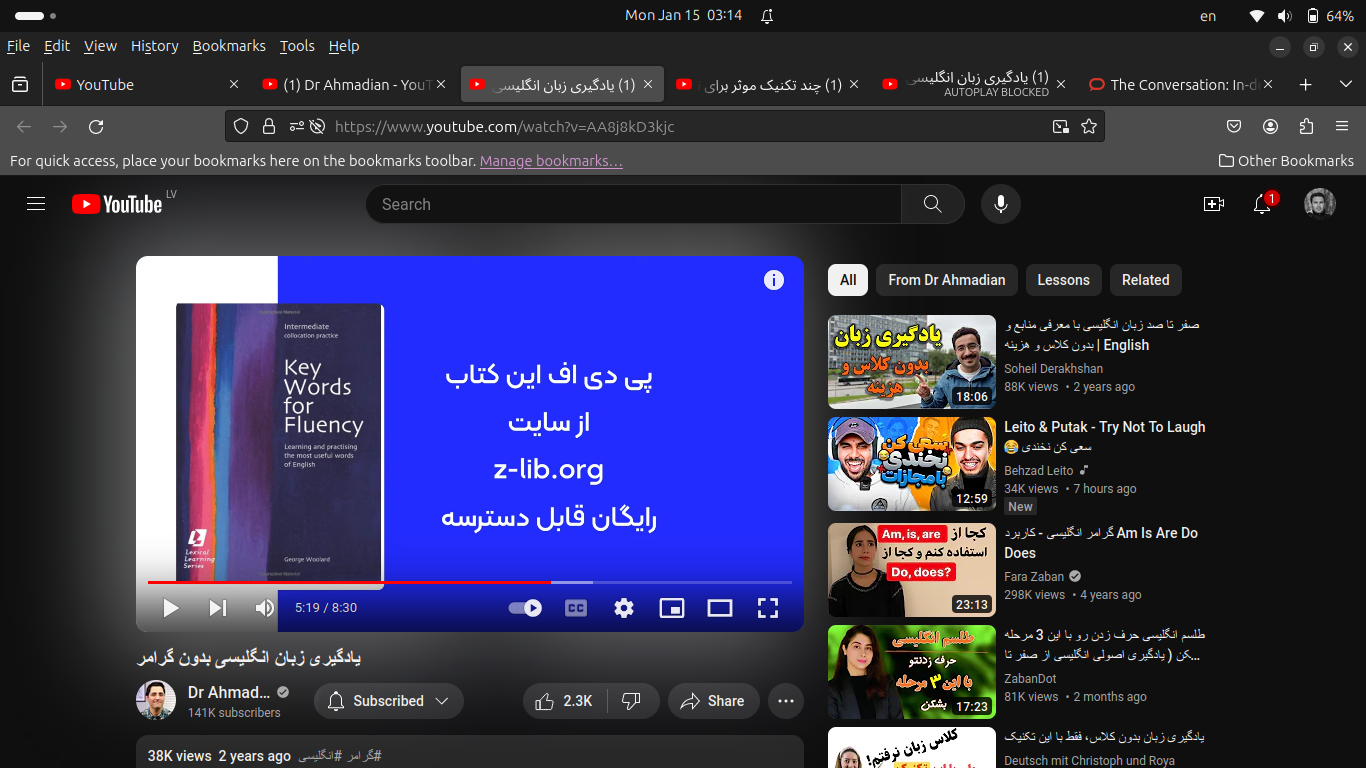 Mon Jan 15 03:14
en
64%
File Edit View History Bookmarks Tools Help
YouTube
(1) Dr Ahmadian - YouT
(1) یادگیری زبان انگلیسی
(1) چند تکنیک موثر برای
(1) یادگیری زبان انگلیسی
AUTOPLAY BLOCKED
The Conversation: In-de
https://www.youtube.com/watch?v=AA8j8kD3kjc
For quick access, place your bookmarks here on the bookmarks toolbar. Manage bookmarks…
Other Bookmarks
YouTube LV
Search
1
Intermediate
collocation practice
Key
Words
for
Fluency
Learning and practising
the most useful words
of English
Lexical
Learning
Series
George Woolard
پی دی اف این کتاب
از سایت
z-lib.org
رایگان قابل دسترسه
5:19 / 8:30
CC
یادگیری زبان انگلیسی بدون گرامر
Dr Ahmad...
141K subscribers
Subscribed
2.3K
Share
38K views 2 years ago #گرامر #انگلیسی
All
From Dr Ahmadian
Lessons
Related
یادگیری زبان
بدون کلاس و
هزینه
18:06
صفر تا صد زبان انگلیسی با معرفی منابع و
بدون کلاس و هزینه | English
Soheil Derakhshan
88K views • 2 years ago
سعی کن
نخندی
با مجازات
12:59
Leito & Putak - Try Not To Laugh
سعی کن نخندی 😂
Behzad Leito
34K views • 7 hours ago
New
کجا از Am, is, are
استفاده کنم و کجا از
Do, does?
23:13
گرامر انگلیسی - کاربرد Am Is Are Do
Does
Fara Zaban
298K views • 4 years ago
طلسم انگلیسی
حرف زدنتو
با این ۳ مرحله
بشکن
17:23
طلسم انگلیسی حرف زدن رو با این 3 مرحله
...کن ( یادگیری اصولی انگلیسی از صفر تا
ZabanDot
81K views • 2 months ago
کلاس زبان نرفتم!
یادگیری زبان بدون کلاس، فقط با این تکنیک
Deutsch mit Christoph und Roya